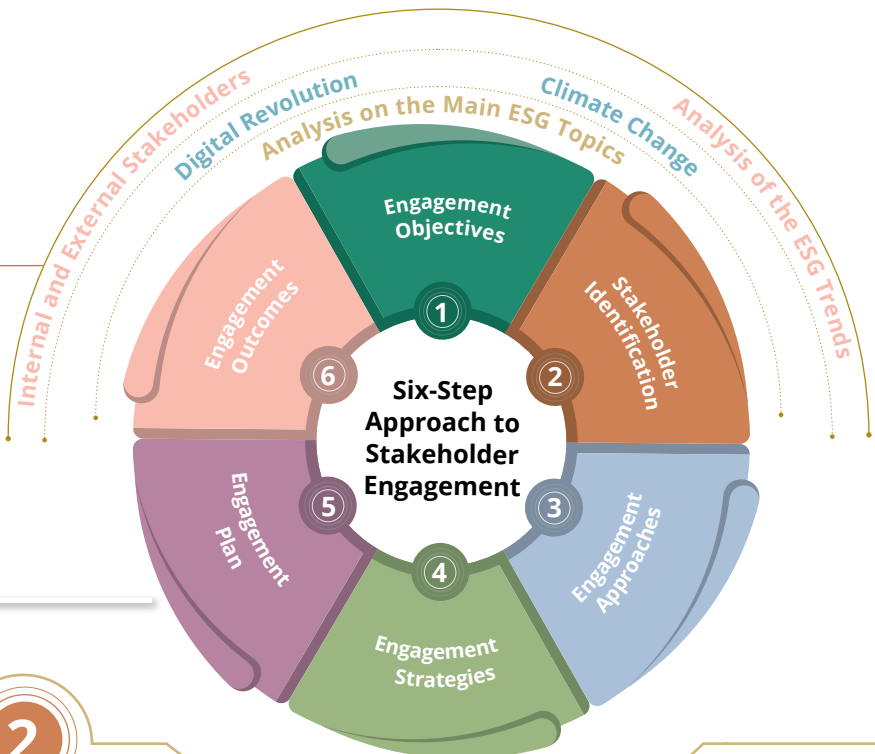 Internal and External Stakeholders
Digital Revolution
Analysis on the Main ESG Topics
Climate Change
Analysis of the ESG Trends
Engagement
Objectives
1
Stakeholder
Identification
2
Engagement
Approaches
3
Engagement
Strategies
4
Engagement
Plan
5
Engagement
Outcomes
6
Six-Step
Approach to
Stakeholder
Engagement
2